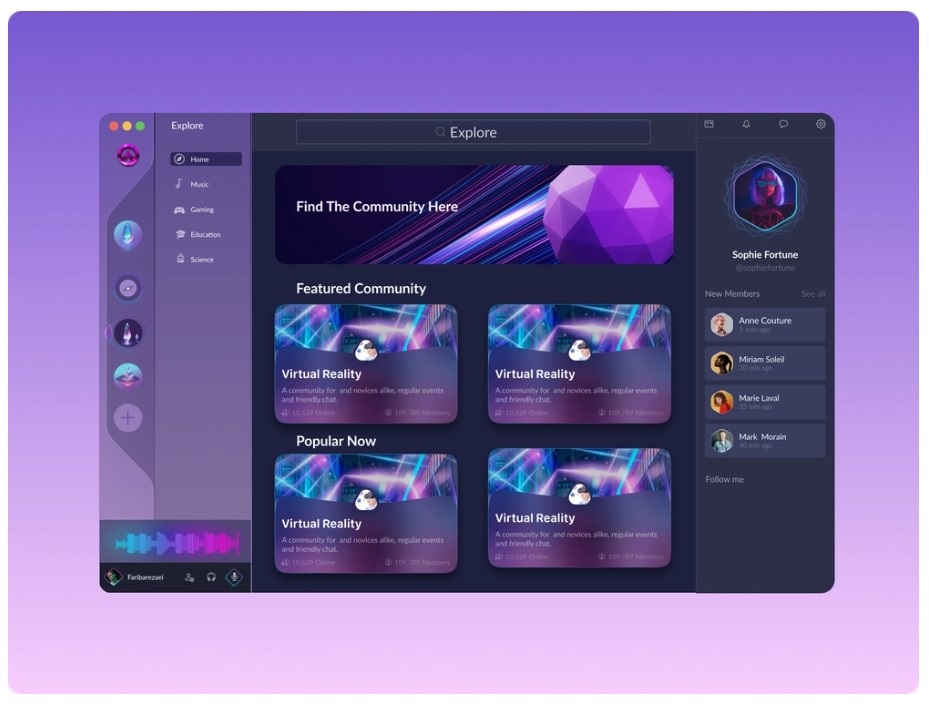 Explore
Home
Music
Gaming
Education
Science
Faribarezaei
Explore
Find The Community Here
Featured Community
Virtual Reality
A community for and novices alike, regular events
and friendly chat.
10,529 Online
109,789 Members
Virtual Reality
A community for and novices alike, regular events
and friendly chat.
10,529 Online
109,789 Members
Popular Now
Virtual Reality
A community for and novices alike, regular events
and friendly chat.
10,529 Online
109,789 Members
Virtual Reality
A community for and novices alike, regular events
and friendly chat.
10,529 Online
109,789 Members
Sophie Fortune
@sophiefortune
New Members
See all
Anne Couture
5 min ago
Miriam Soleil
20 min ago
Marie Laval
35 min ago
Mark Morain
40 min ago
Follow me